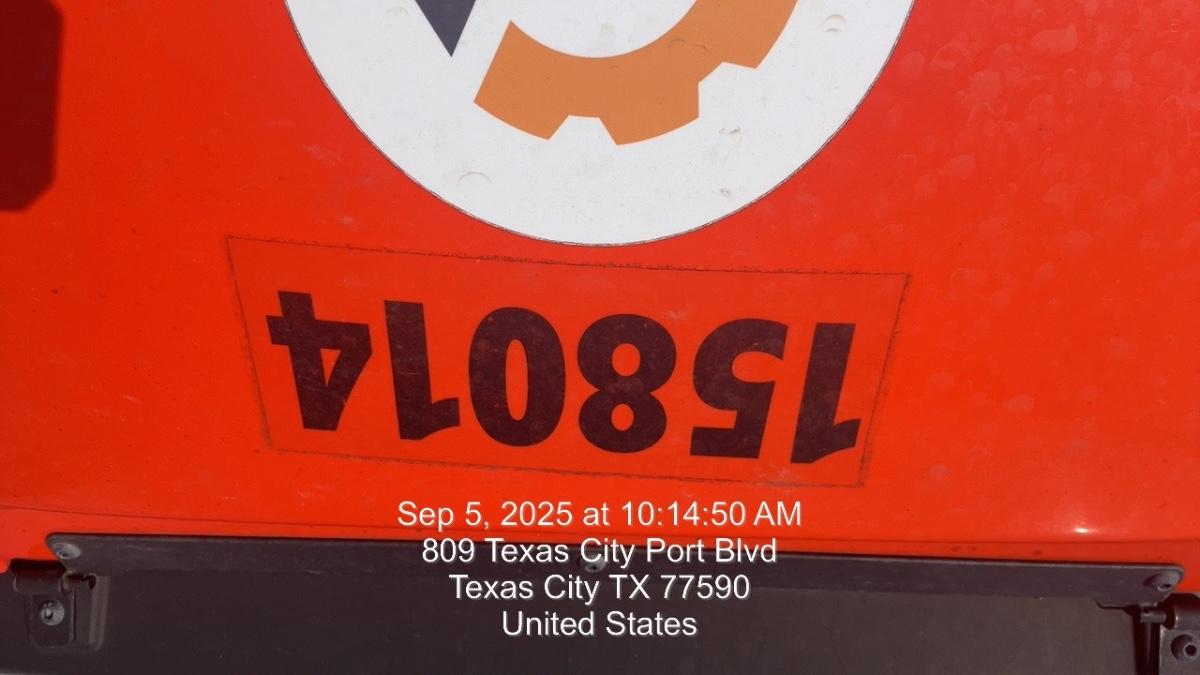 158014
Sep 5, 2025 at 10:14:50 AM
809 Texas City Port Blvd
Texas City TX 77590
United States